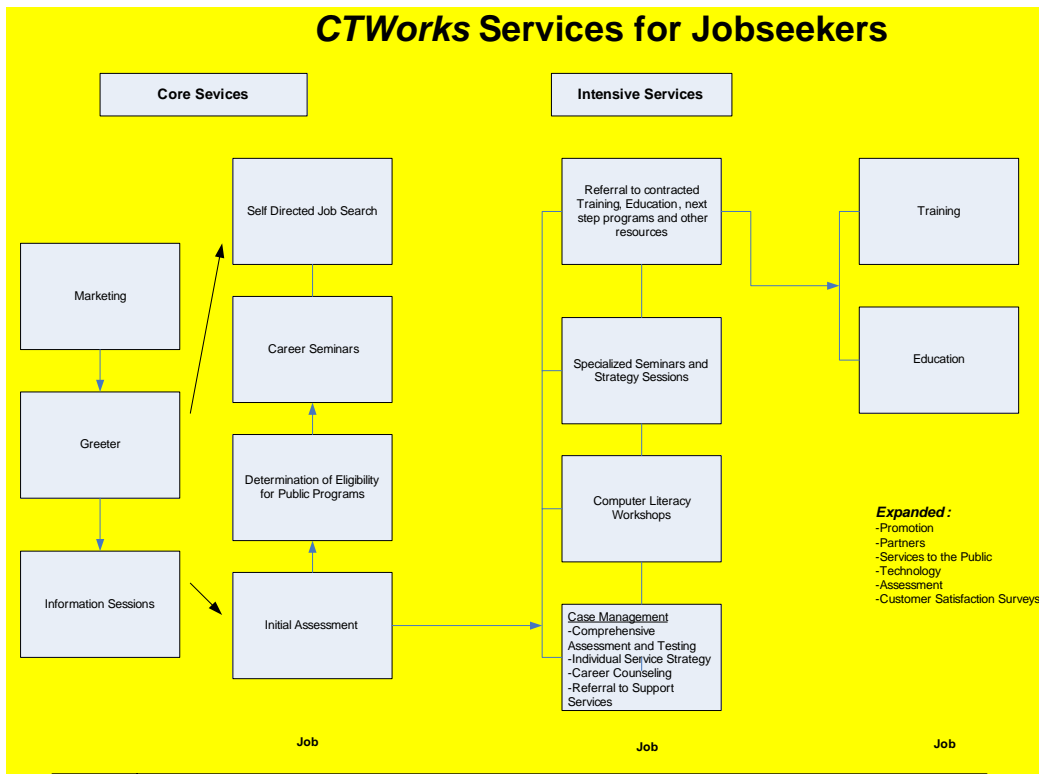 CTWorks Services for Jobseekers
Core Sevices
Intensive Services
Self Directed Job Search
Referral to contracted
Training, Education, next
step programs and other
resources
Training
Marketing
Career Seminars
Specialized Seminars and
Strategy Sessions
Education
Greeter
Determination of Eligibility
for Public Programs
Computer Literacy
Workshops
Expanded :
-Promotion
-Partners
-Services to the Public
-Technology
-Assessment
-Customer Satisfaction Surveys
Information Sessions
Initial Assessment
Case Management
-Comprehensive
Assessment and Testing
-Individual Service Strategy
-Career Counseling
-Referral to Support
Services
Job
Job
Job